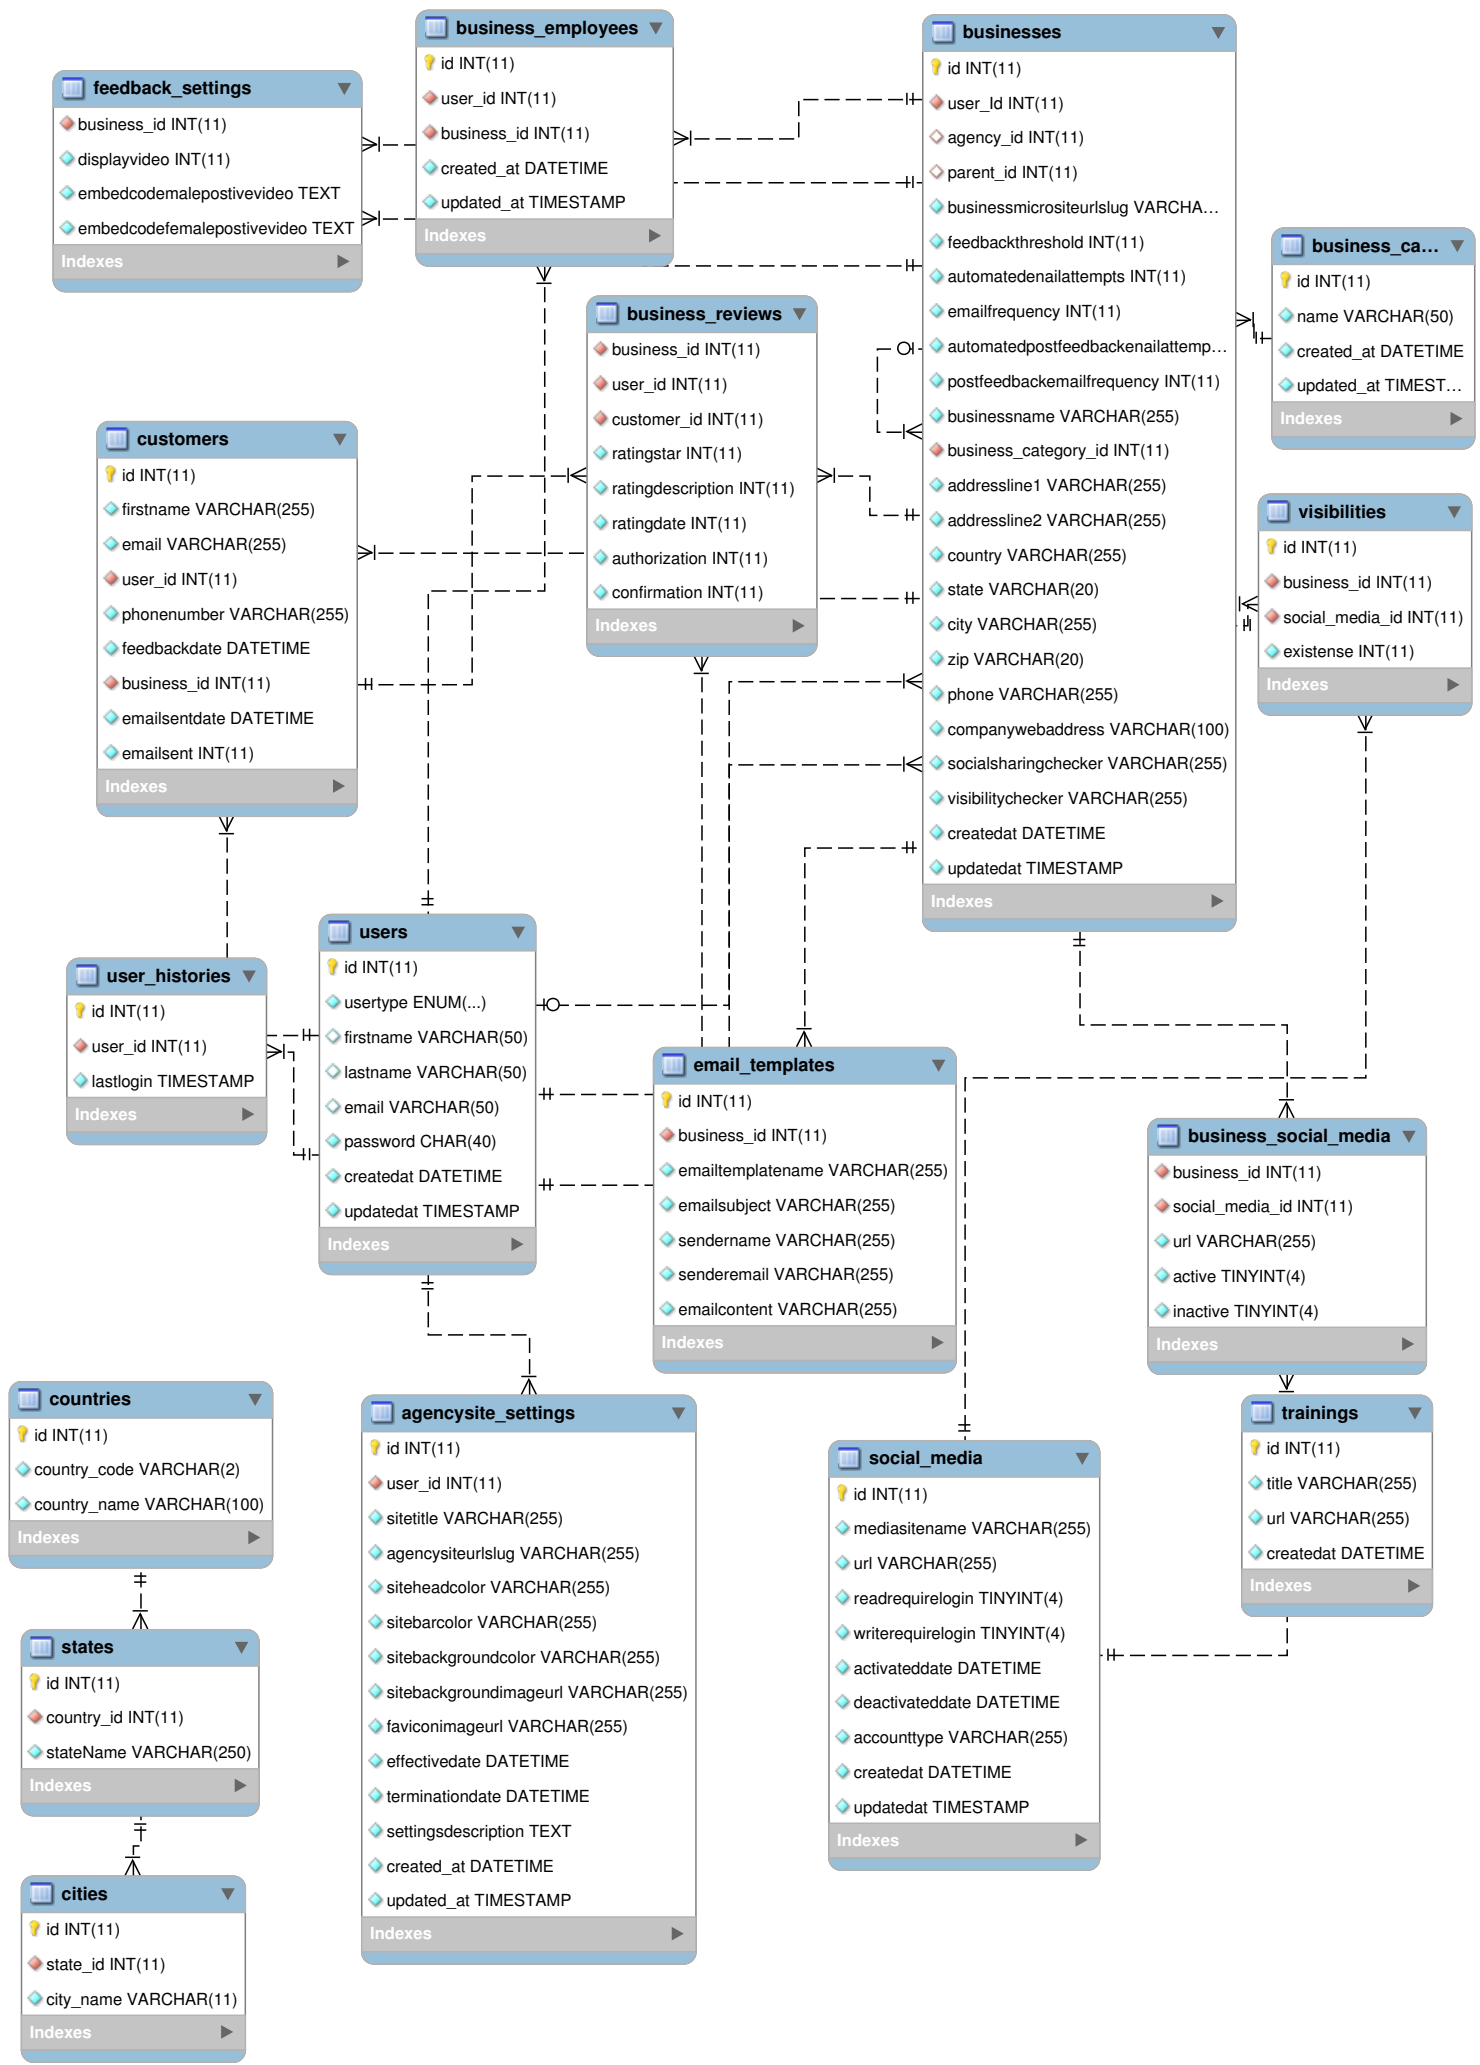 business_employees
id INT(11)
user_id INT(11)
business_id INT(11)
created_at DATETIME
updated_at TIMESTAMP
Indexes
businesses
id INT(11)
user_Id INT(11)
agency_id INT(11)
parent_id INT(11)
businessmicrositeurlslug VARCHA...
feedbackthreshold INT(11)
automatedenailattempts INT(11)
emailfrequency INT(11)
automatedpostfeedbackenailattemp...
postfeedbackemailfrequency INT(11)
businessname VARCHAR(255)
business_category_id INT(11)
addressline1 VARCHAR(255)
addressline2 VARCHAR(255)
country VARCHAR(255)
state VARCHAR(20)
city VARCHAR(255)
zip VARCHAR(20)
phone VARCHAR(255)
companywebaddress VARCHAR(100)
socialsharingchecker VARCHAR(255)
visibilitychecker VARCHAR(255)
createdat DATETIME
updatedat TIMESTAMP
Indexes
feedback_settings
business_id INT(11)
displayvideo INT(11)
embedcodemalepostivevideo TEXT
embedcodefemalepostivevideo TEXT
Indexes
business_ca...
id INT(11)
name VARCHAR(50)
created_at DATETIME
updated_at TIMEST...
Indexes
business_reviews
business_id INT(11)
user_id INT(11)
customer_id INT(11)
ratingstar INT(11)
ratingdescription INT(11)
ratingdate INT(11)
authorization INT(11)
confirmation INT(11)
Indexes
customers
id INT(11)
firstname VARCHAR(255)
email VARCHAR(255)
user_id INT(11)
phonenumber VARCHAR(255)
feedbackdate DATETIME
business_id INT(11)
emailsentdate DATETIME
emailsent INT(11)
Indexes
visibilities
id INT(11)
business_id INT(11)
social_media_id INT(11)
existense INT(11)
Indexes
users
id INT(11)
usertype ENUM(...)
firstname VARCHAR(50)
lastname VARCHAR(50)
email VARCHAR(50)
password CHAR(40)
createdat DATETIME
updatedat TIMESTAMP
Indexes
user_histories
id INT(11)
user_id INT(11)
lastlogin TIMESTAMP
Indexes
email_templates
id INT(11)
business_id INT(11)
emailtemplatename VARCHAR(255)
emailsubject VARCHAR(255)
sendername VARCHAR(255)
senderemail VARCHAR(255)
emailcontent VARCHAR(255)
Indexes
business_social_media
business_id INT(11)
social_media_id INT(11)
url VARCHAR(255)
active TINYINT(4)
inactive TINYINT(4)
Indexes
countries
id INT(11)
country_code VARCHAR(2)
country_name VARCHAR(100)
Indexes
agencysite_settings
id INT(11)
user_id INT(11)
sitetitle VARCHAR(255)
agencysiteurlslug VARCHAR(255)
siteheadcolor VARCHAR(255)
sitebarcolor VARCHAR(255)
sitebackgroundcolor VARCHAR(255)
sitebackgroundimageurl VARCHAR(255)
faviconimageurl VARCHAR(255)
effectivedate DATETIME
terminationdate DATETIME
settingsdescription TEXT
created_at DATETIME
updated_at TIMESTAMP
Indexes
trainings
id INT(11)
title VARCHAR(255)
url VARCHAR(255)
createdat DATETIME
Indexes
social_media
id INT(11)
mediasitename VARCHAR(255)
url VARCHAR(255)
readrequirelogin TINYINT(4)
writerequirelogin TINYINT(4)
activateddate DATETIME
deactivateddate DATETIME
accounttype VARCHAR(255)
createdat DATETIME
updatedat TIMESTAMP
Indexes
states
id INT(11)
country_id INT(11)
stateName VARCHAR(250)
Indexes
cities
id INT(11)
state_id INT(11)
city_name VARCHAR(11)
Indexes